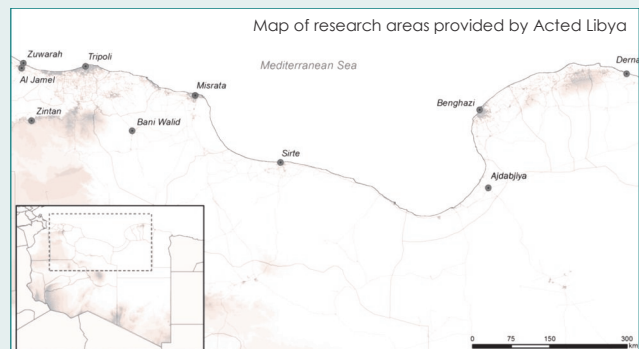 Map of research areas provided by Acted Libya
Zuwarah
Tripoli
Al Jamel
Mediterranean Sea
Derna
Misrata
Benghazi
Zintan
Bani Walid
Sirte
Ajdabjiya
0 75 150 300
km